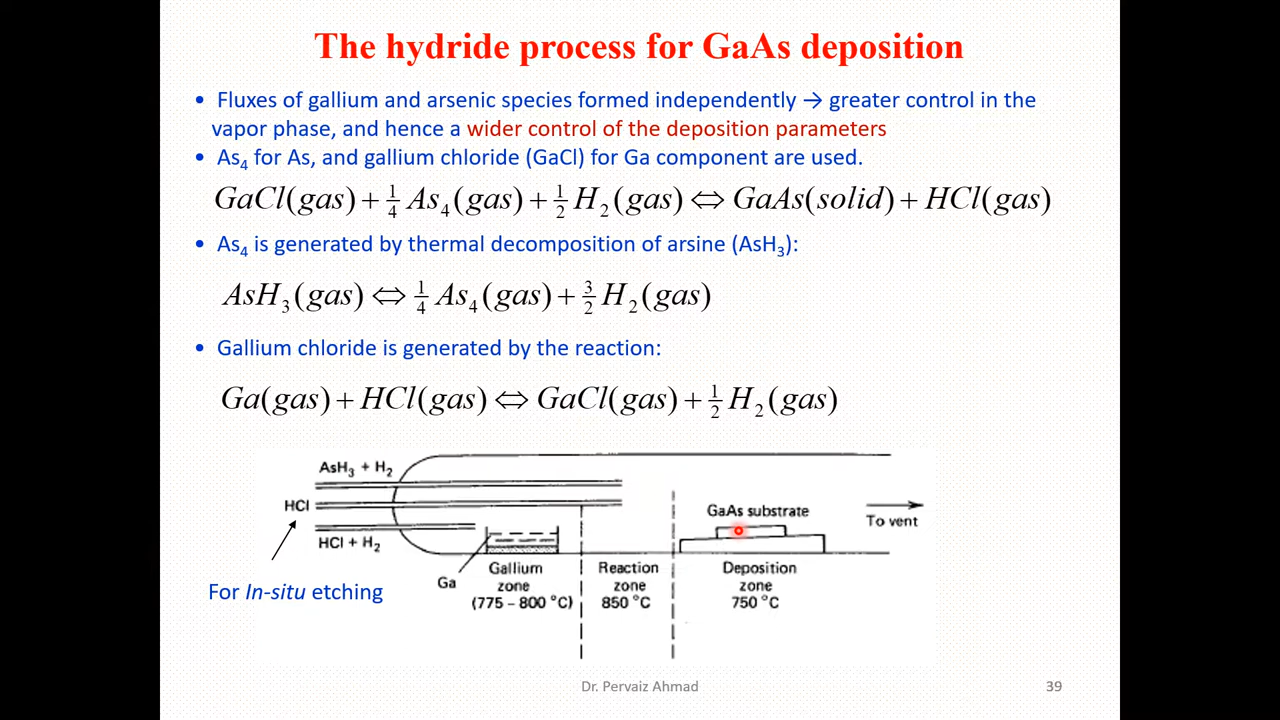 The hydride process for GaAs deposition
• Fluxes of gallium and arsenic species formed independently → greater control in the
vapor phase, and hence a wider control of the deposition parameters
• As₄ for As, and gallium chloride (GaCl) for Ga component are used.
GaCl(gas) + ¼ As₄(gas) + ½ H₂(gas) ⇔ GaAs(solid) + HCl(gas)
• As₄ is generated by thermal decomposition of arsine (AsH₃):
AsH₃(gas) ⇔ ¼ As₄(gas) + 3/2 H₂(gas)
• Gallium chloride is generated by the reaction:
Ga(gas) + HCl(gas) ⇔ GaCl(gas) + ½ H₂(gas)
AsH₃ + H₂
HCl
HCl + H₂
For In-situ etching
Ga
Gallium
zone
(775 – 800 °C)
Reaction
zone
850 °C
GaAs substrate
Deposition
zone
750 °C
To vent
Dr. Pervaiz Ahmad
39